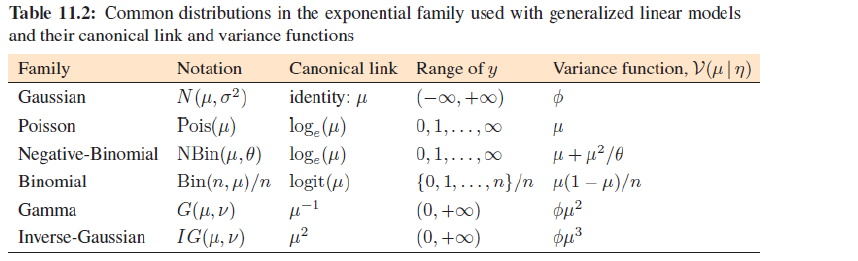 Table 11.2: Common distributions in the exponential family used with generalized linear models
and their canonical link and variance functions
Family Notation Canonical link Range of y Variance function, V(μ | η)
Gaussian N(μ, σ²) identity: μ (−∞, +∞) ϕ
Poisson Pois(μ) logₑ(μ) 0, 1, . . . , ∞ μ
Negative-Binomial NBin(μ, θ) logₑ(μ) 0, 1, . . . , ∞ μ + μ²/θ
Binomial Bin(n, μ)/n logit(μ) {0, 1, . . . , n}/n μ(1 − μ)/n
Gamma G(μ, ν) μ⁻¹ (0, +∞) ϕμ²
Inverse-Gaussian IG(μ, ν) μ² (0, +∞) ϕμ³